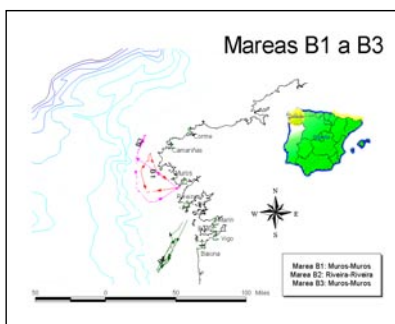 Mareas B1 a B3
Corme
Camariñas
Muros
B1
Marín
Vigo
Baiona
N
W E
S
50 0 50 100 Miles
Marea B1: Muros-Muros
Marea B2: Riveira-Riveira
Marea B3: Muros-Muros